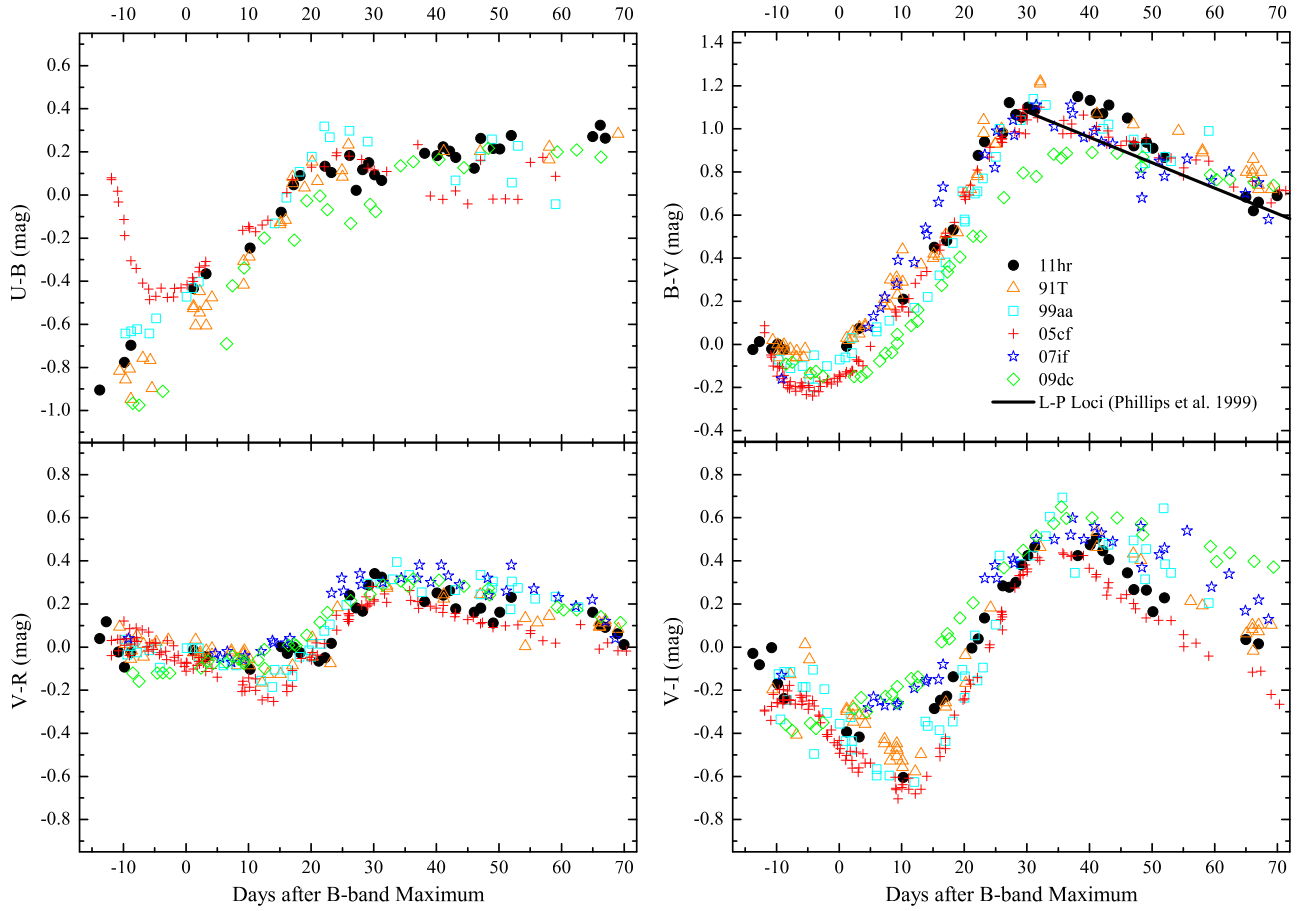 -10 0 10 20 30 40 50 60 70
-10 0 10 20 30 40 50 60 70
0.6
0.4
0.2
0.0
-0.2
-0.4
-0.6
-0.8
-1.0
U-B (mag)
1.4
1.2
1.0
0.8
0.6
0.4
0.2
0.0
-0.2
-0.4
B-V (mag)
11hr
91T
99aa
05cf
07if
09dc
L-P Loci (Phillips et al. 1999)
0.8
0.6
0.4
0.2
0.0
-0.2
-0.4
-0.6
-0.8
V-R (mag)
-10 0 10 20 30 40 50 60 70
Days after B-band Maximum
0.8
0.6
0.4
0.2
0.0
-0.2
-0.4
-0.6
-0.8
V-I (mag)
-10 0 10 20 30 40 50 60 70
Days after B-band Maximum